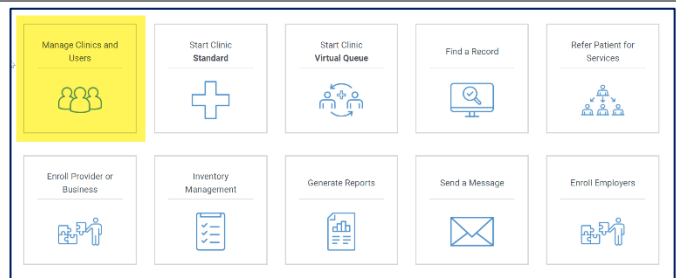 Manage Clinics and
Users
Start Clinic
Standard
Start Clinic
Virtual Queue
Find a Record
Refer Patient for
Services
Enroll Provider or
Business
Inventory
Management
Generate Reports
Send a Message
Enroll Employers